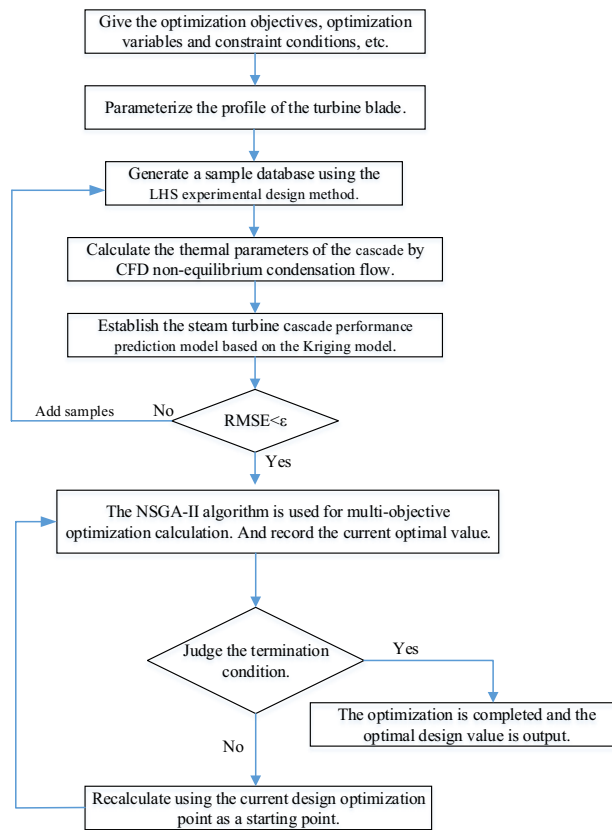 Give the optimization objectives, optimization
variables and constraint conditions, etc.
Parameterize the profile of the turbine blade.
Generate a sample database using the
LHS experimental design method.
Calculate the thermal parameters of the cascade by
CFD non-equilibrium condensation flow.
Establish the steam turbine cascade performance
prediction model based on the Kriging model.
Add samples
No
RMSE<ε
Yes
The NSGA-II algorithm is used for multi-objective
optimization calculation. And record the current optimal value.
Judge the termination
condition.
Yes
The optimization is completed and the
optimal design value is output.
No
Recalculate using the current design optimization
point as a starting point.